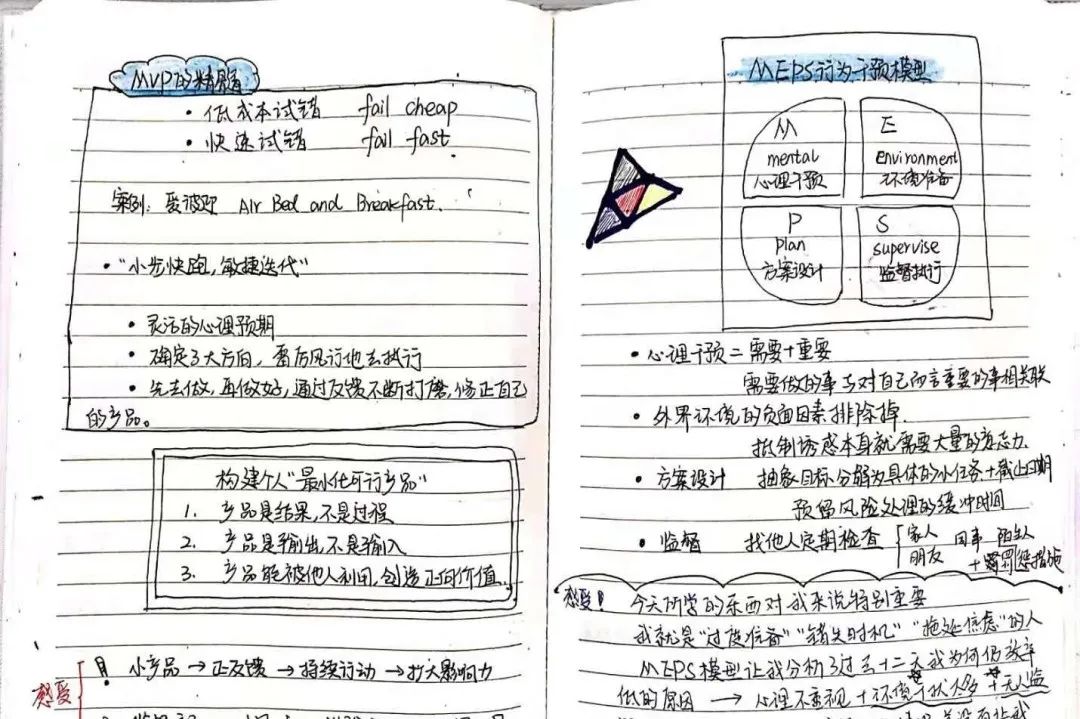 MVP的精髓
• 低成本试错 fail cheap
• 快速试错 fail fast
案例: 爱彼迎 Air Bed and Breakfast.
• "小步快跑,敏捷迭代"
• 灵活的心理预期
• 确定了大方向,雷厉风行地去执行
• 先去做,再做好,通过反馈不断打磨,修正自己
的产品。
构建个人"最小化可行产品"
1. 产品是结果,不是过程
2. 产品是输出,不是输入
3. 产品能被他人利用,创造正向价值.
感受
小产品 → 正反馈 → 持续行动 → 扩大影响力
MEPS行为干预模型
M
mental
心理干预
E
environment
环境准备
P
plan
方案设计
S
supervise
监督执行
• 心理干预 = 需要+重要
需要做的事与对自己而言重要的事相关联
• 外界环境的负面因素排除掉.
抵制诱惑本身就需要大量的意志力.
• 方案设计 抽象目标分解为具体的小任务+截止日期
预留风险处理的缓冲时间
• 监督 找他人定期检查 家人 同事 陌生人
朋友 +惩措施
感受! 今天所学的东西对我来说特别重要
我就是"过度准备""错失时机""拖延焦虑"的人
MEPS模型让我分析了过去十二天我为何仍效率
低的原因 → 心理不重视+环境干扰太多+无人监